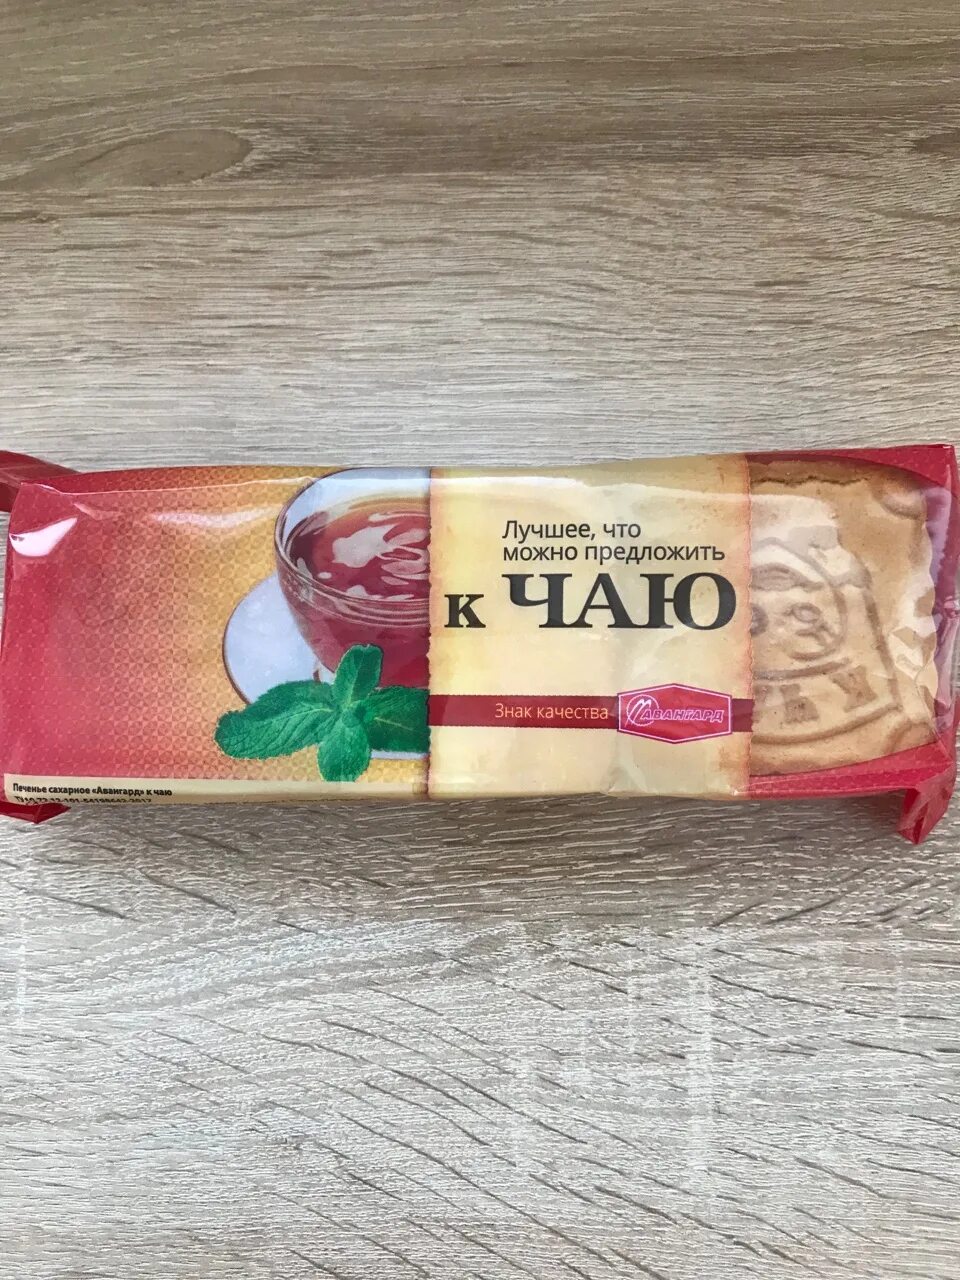 Лучшее, что
можно предложить
к ЧАЮ
Знак качества АВАНГАРД
Печенье сахарное «Авангард» к чаю